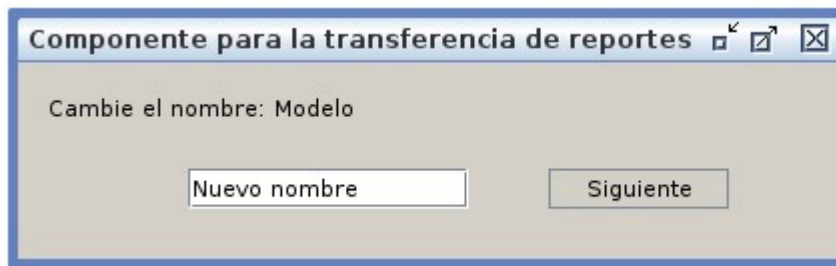 Componente para la transferencia de reportes
Cambie el nombre: Modelo
Nuevo nombre
Siguiente